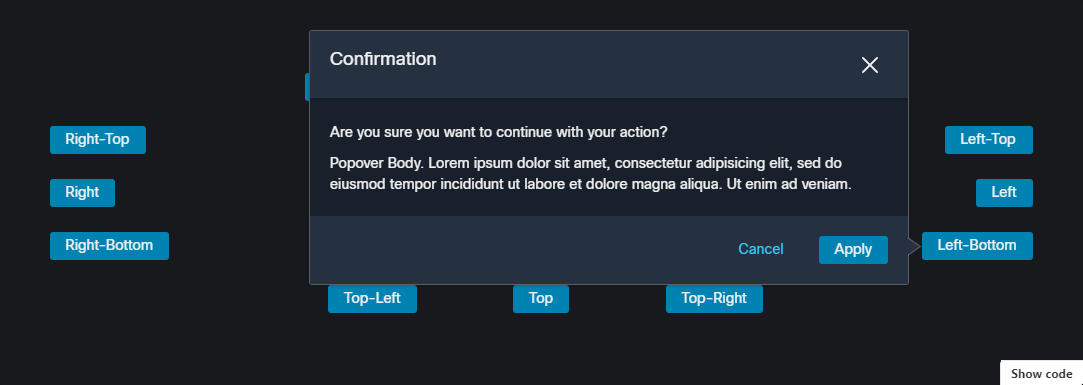 Confirmation
Are you sure you want to continue with your action?
Popover Body. Lorem ipsum dolor sit amet, consectetur adipisicing elit, sed do
eiusmod tempor incididunt ut labore et dolore magna aliqua. Ut enim ad veniam.
Cancel
Apply
Right-Top
Left-Top
Right
Left
Right-Bottom
Left-Bottom
Top-Left
Top
Top-Right
Show code